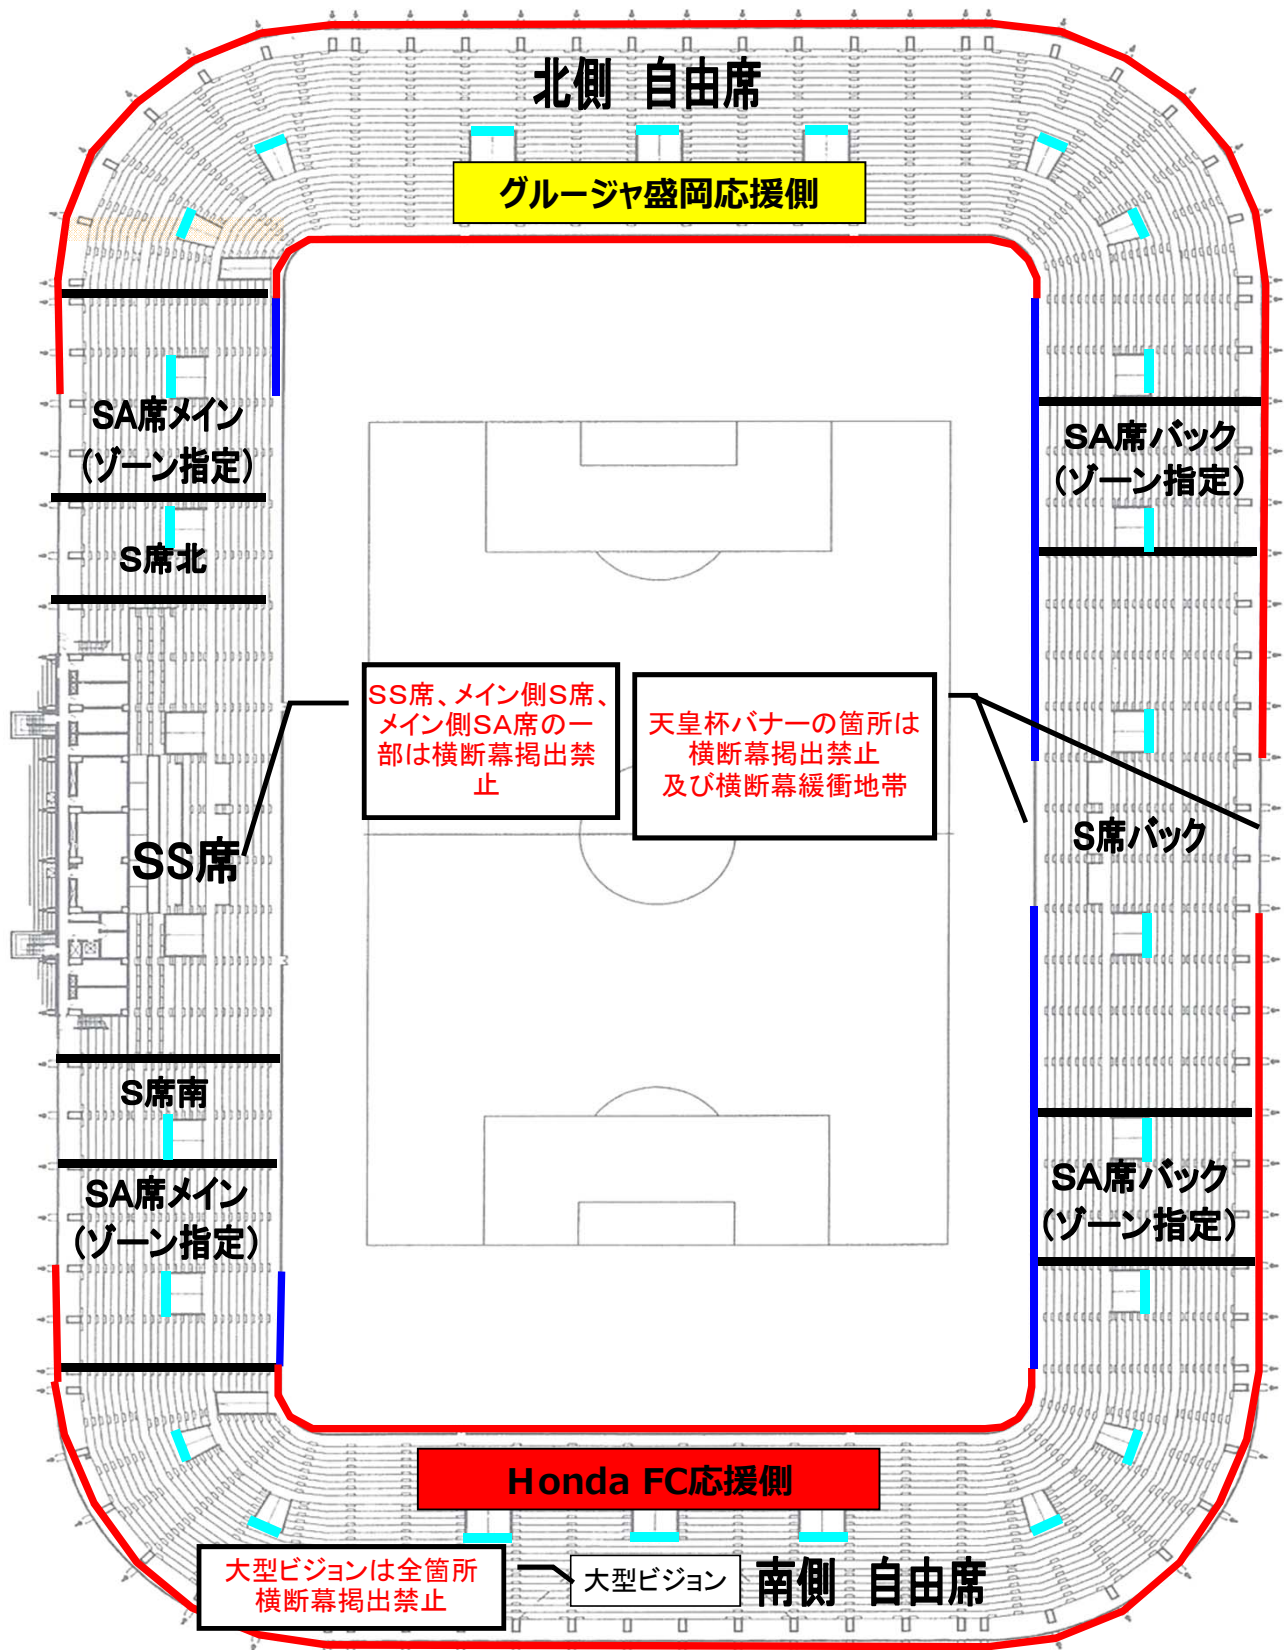 北側　自由席
グルージャ盛岡応援側
SA席メイン
(ゾーン指定)
SA席バック
(ゾーン指定)
S席北
SS席、メイン側S席、
メイン側SA席の一
部は横断幕掲出禁
止
天皇杯バナーの箇所は
横断幕掲出禁止
及び横断幕緩衝地帯
SS席
S席バック
S席南
SA席メイン
(ゾーン指定)
SA席バック
(ゾーン指定)
Honda FC応援側
大型ビジョンは全箇所
横断幕掲出禁止
大型ビジョン
南側　自由席